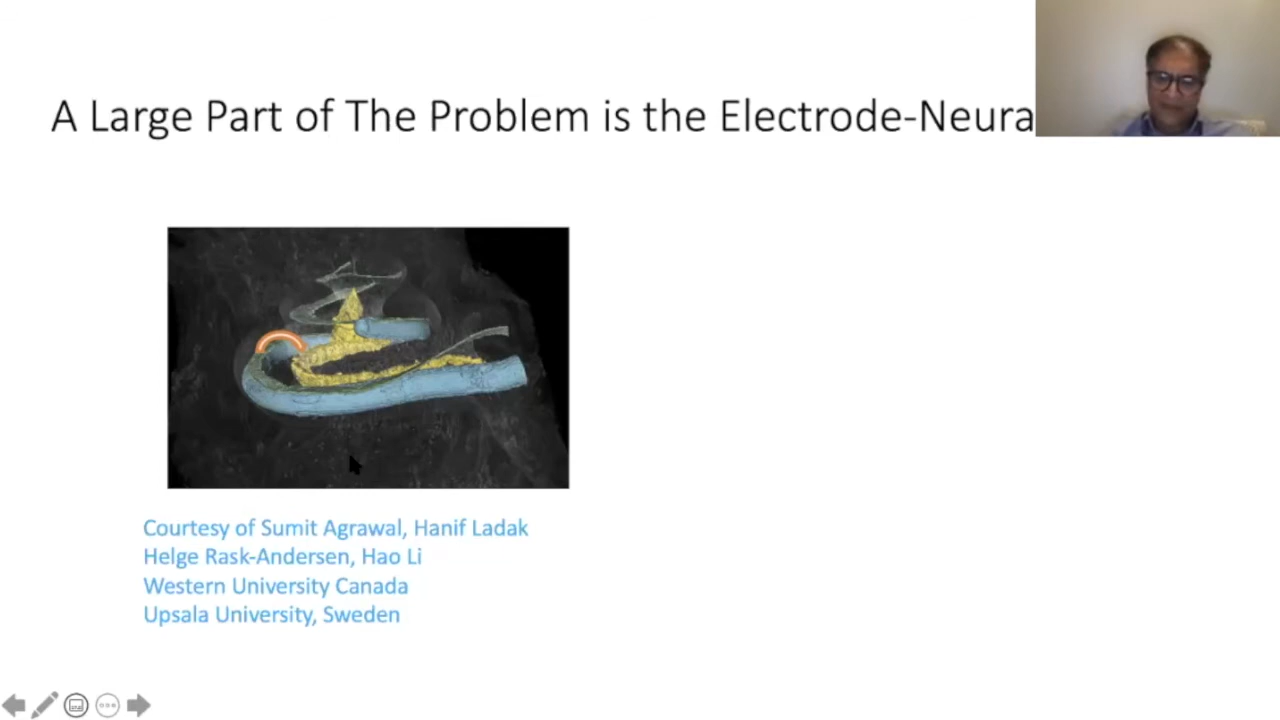 A Large Part of The Problem is the Electrode-Neura
Courtesy of Sumit Agrawal, Hanif Ladak
Helge Rask-Andersen, Hao Li
Western University Canada
Upsala University, Sweden